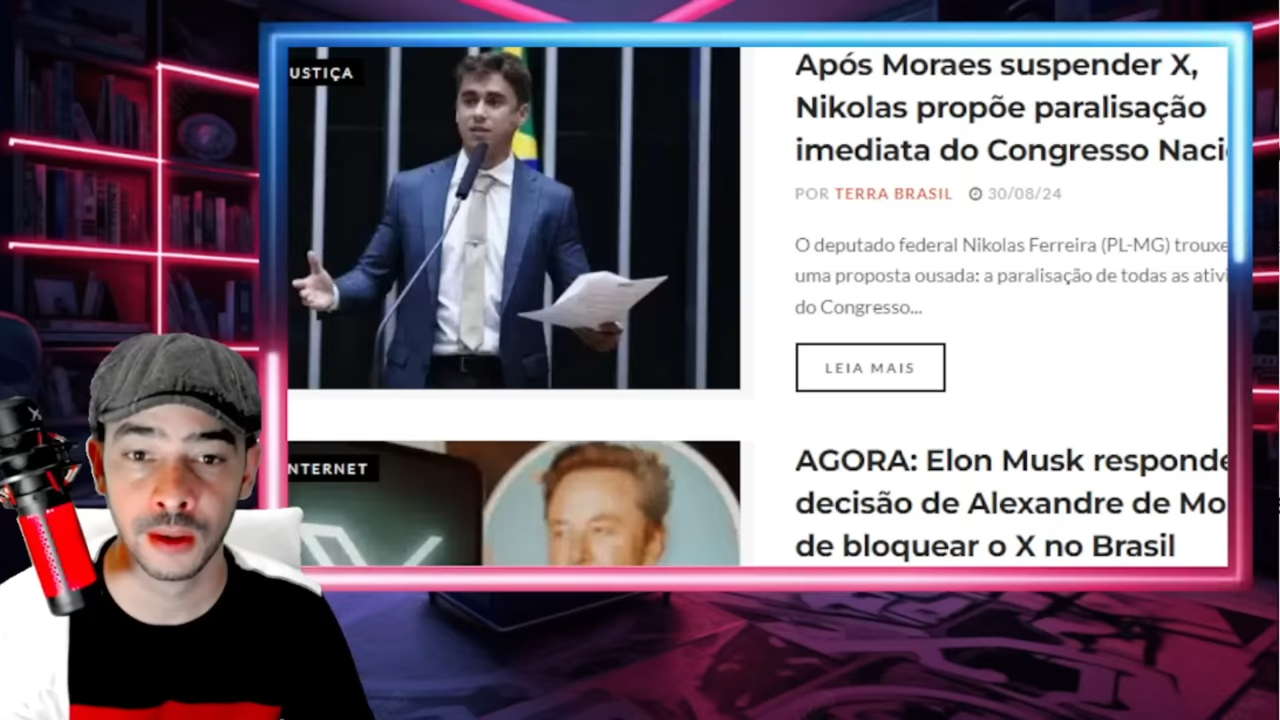 USTIÇA
Após Moraes suspender X,
Nikolas propõe paralisação
imediata do Congresso Naci
POR TERRA BRASIL 30/08/24
O deputado federal Nikolas Ferreira (PL-MG) trouxe
uma proposta ousada: a paralisação de todas as ativi
do Congresso...
LEIA MAIS
NTERNET
AGORA: Elon Musk responde
decisão de Alexandre de Mo
de bloquear o X no Brasil